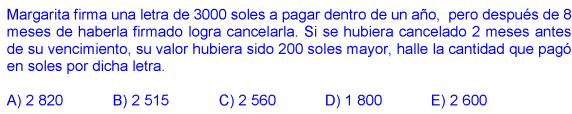 Margarita firma una letra de 3000 soles a pagar dentro de un año, pero después de 8
meses de haberla firmado logra cancelarla. Si se hubiera cancelado 2 meses antes
de su vencimiento, su valor hubiera sido 200 soles mayor, halle la cantidad que pagó
en soles por dicha letra.
A) 2 820 B) 2 515 C) 2 560 D) 1 800 E) 2 600